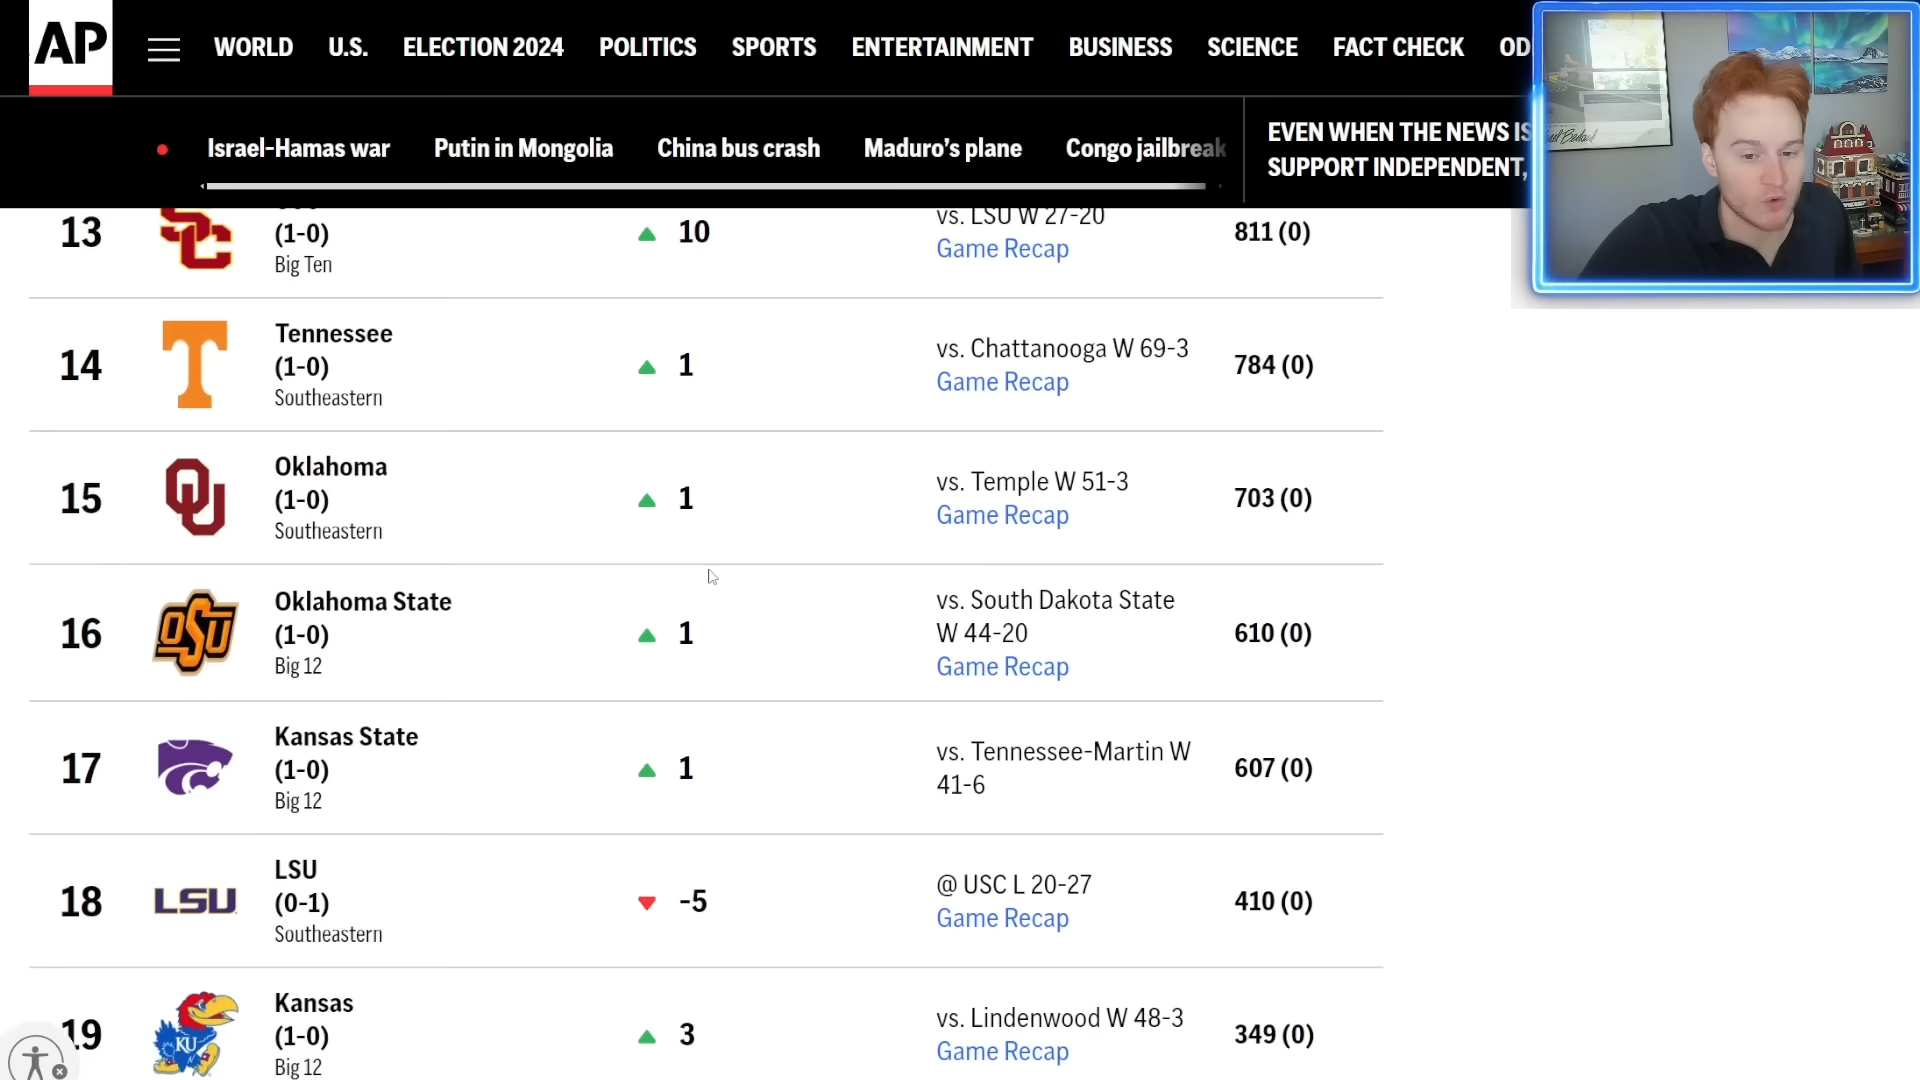 AP
WORLD U.S. ELECTION 2024 POLITICS SPORTS ENTERTAINMENT BUSINESS SCIENCE FACT CHECK OD
Israel-Hamas war Putin in Mongolia China bus crash Maduro's plane Congo jailbreak
EVEN WHEN THE NEWS IS
SUPPORT INDEPENDENT,
13 SC (1-0) 10 vs. LSU W 27-20 811 (0)
Big Ten Game Recap
Tennessee
14 T (1-0) 1 vs. Chattanooga W 69-3 784 (0)
Southeastern Game Recap
Oklahoma
15 OU (1-0) 1 vs. Temple W 51-3 703 (0)
Southeastern Game Recap
Oklahoma State vs. South Dakota State
16 OSU (1-0) 1 W 44-20 610 (0)
Big 12 Game Recap
Kansas State vs. Tennessee-Martin W
17 (1-0) 1 41-6 607 (0)
Big 12
LSU @ USC L 20-27
18 LSU (0-1) -5 410 (0)
Southeastern Game Recap
Kansas vs. Lindenwood W 48-3
19 KU (1-0) 3 349 (0)
Big 12 Game Recap